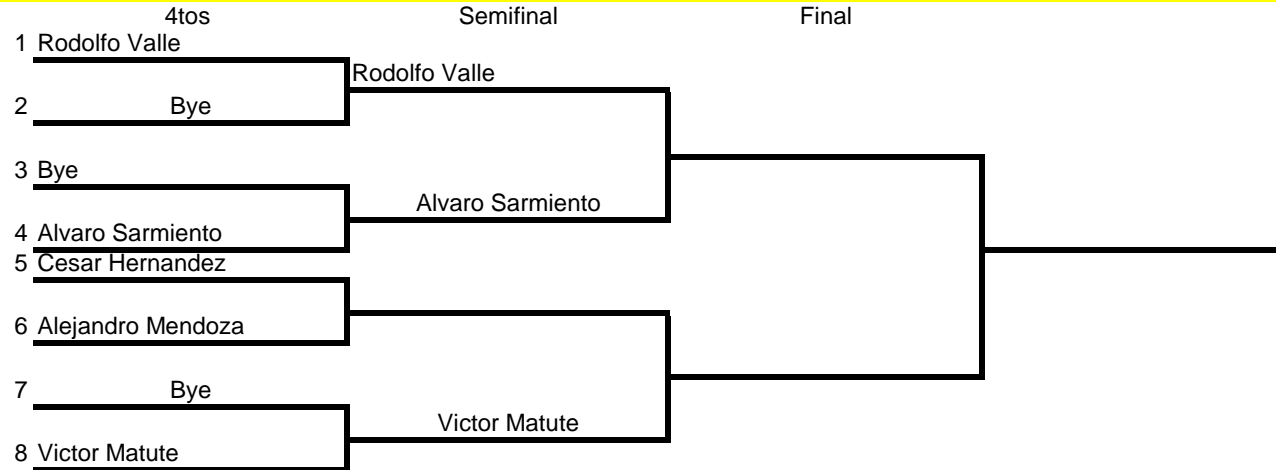 4tos Semifinal Final
1 Rodolfo Valle
Rodolfo Valle
2 Bye
3 Bye
Alvaro Sarmiento
4 Alvaro Sarmiento
5 Cesar Hernandez
6 Alejandro Mendoza
7 Bye
Victor Matute
8 Victor Matute